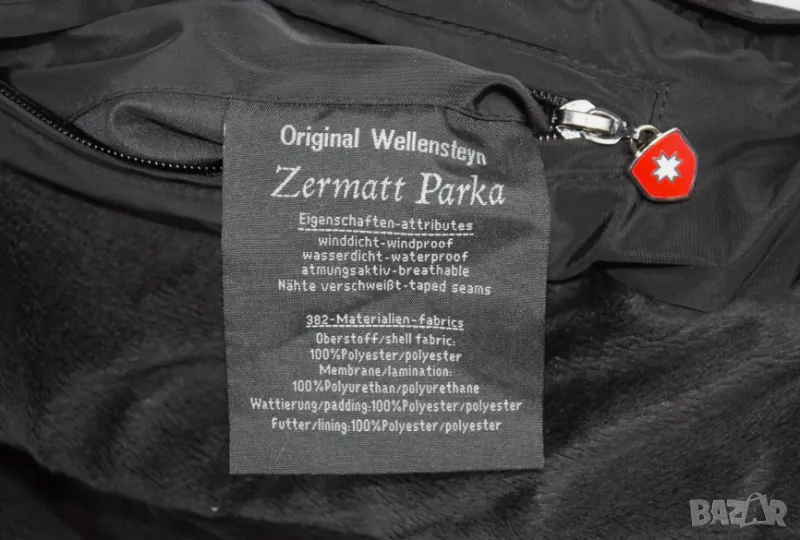 Original Wellensteyn
Zermatt Parka
Eigenschaften-attributes
winddicht-windproof
wasserdicht-waterproof
atmungsaktiv-breathable
Nähte verschweißt-taped seams
382-Materialien-fabrics
Oberstoff/shell fabric:
100%Polyester/polyester
Membrane/lamination:
100%Polyurethan/polyurethane
Wattierung/padding:100%Polyester/polyester
Futter/lining:100%Polyester/polyester
BAZAR